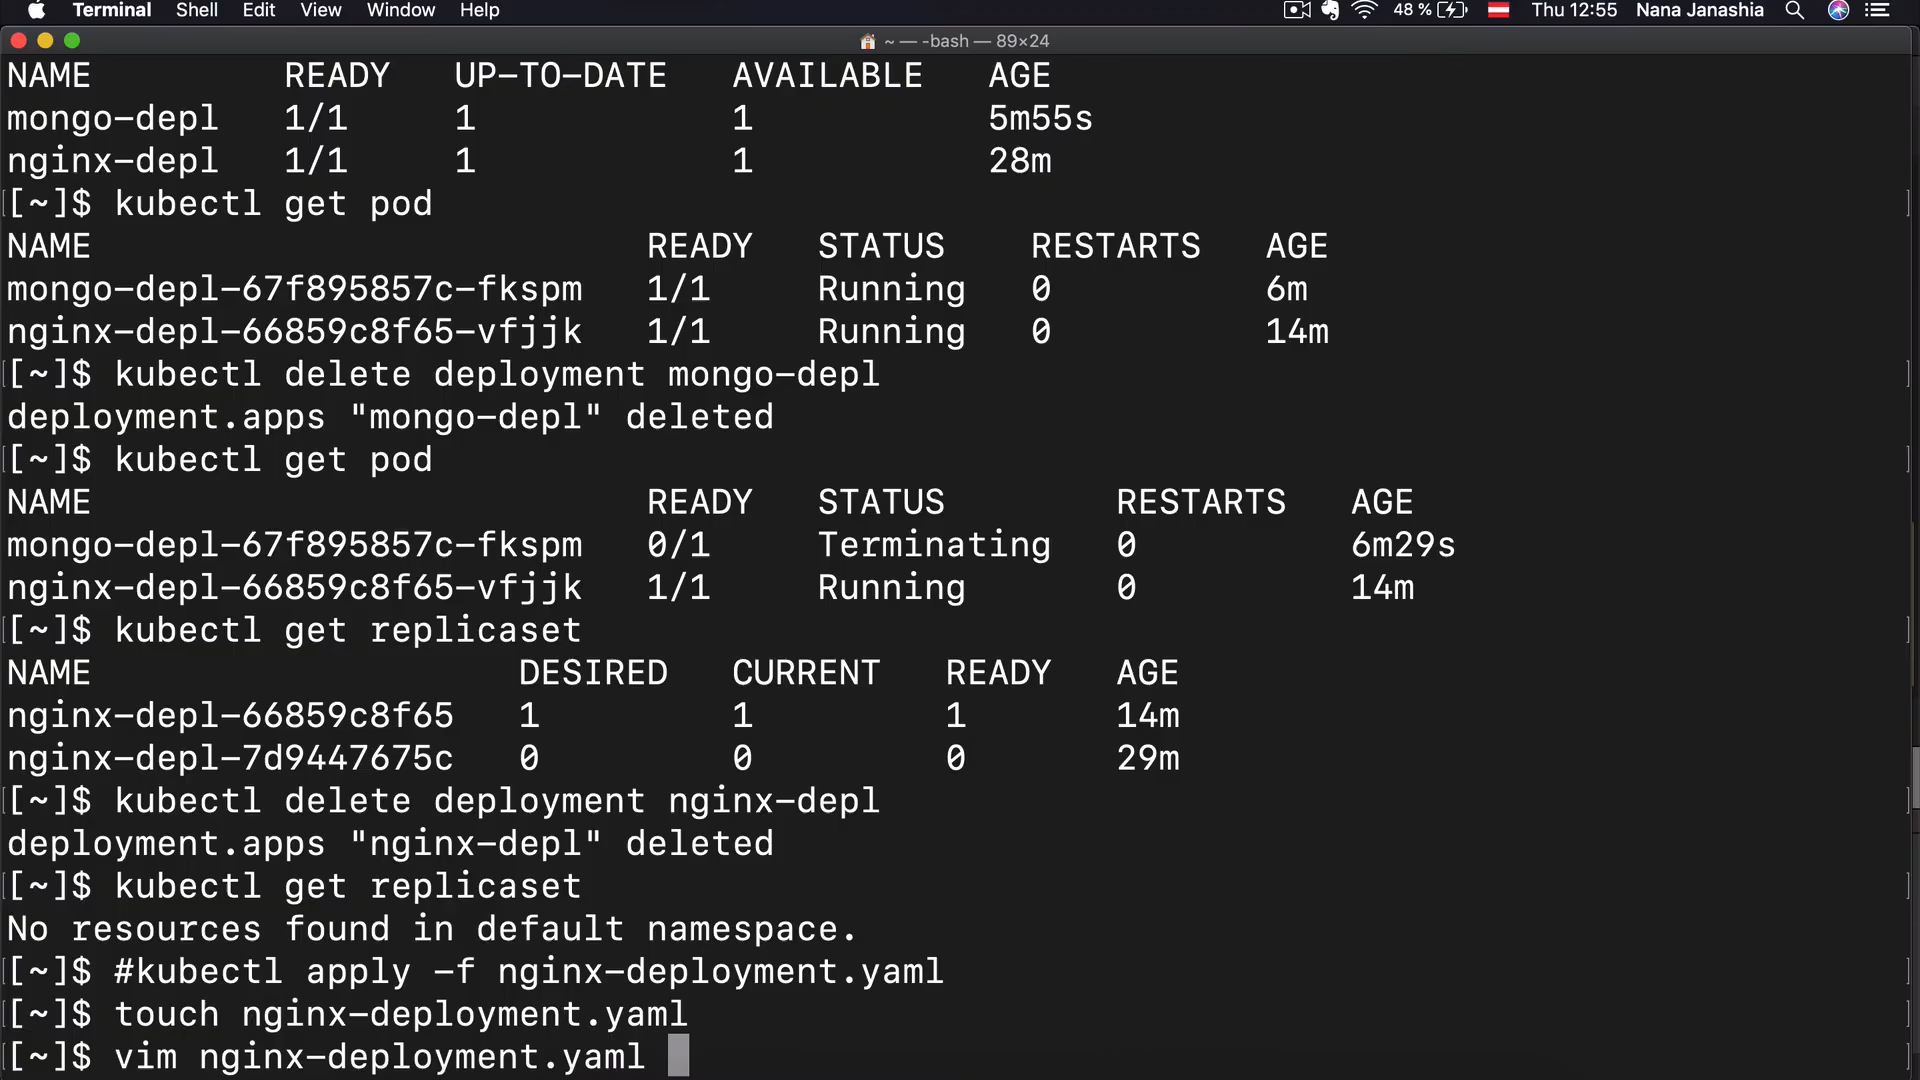 Terminal Shell Edit View Window Help 48 % Thu 12:55 Nana Janashia
~ — -bash — 89×24
NAME READY UP-TO-DATE AVAILABLE AGE
mongo-depl 1/1 1 1 5m55s
nginx-depl 1/1 1 1 28m
[~]$ kubectl get pod
NAME READY STATUS RESTARTS AGE
mongo-depl-67f895857c-fkspm 1/1 Running 0 6m
nginx-depl-66859c8f65-vfjjk 1/1 Running 0 14m
[~]$ kubectl delete deployment mongo-depl
deployment.apps "mongo-depl" deleted
[~]$ kubectl get pod
NAME READY STATUS RESTARTS AGE
mongo-depl-67f895857c-fkspm 0/1 Terminating 0 6m29s
nginx-depl-66859c8f65-vfjjk 1/1 Running 0 14m
[~]$ kubectl get replicaset
NAME DESIRED CURRENT READY AGE
nginx-depl-66859c8f65 1 1 1 14m
nginx-depl-7d9447675c 0 0 0 29m
[~]$ kubectl delete deployment nginx-depl
deployment.apps "nginx-depl" deleted
[~]$ kubectl get replicaset
No resources found in default namespace.
[~]$ #kubectl apply -f nginx-deployment.yaml
[~]$ touch nginx-deployment.yaml
[~]$ vim nginx-deployment.yaml